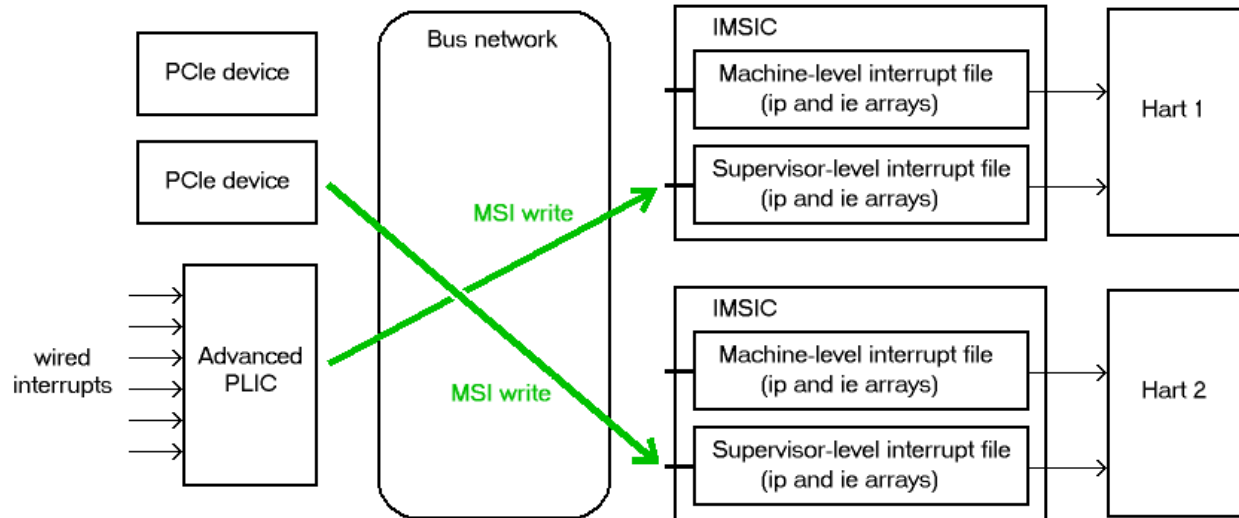 PCIe device
PCIe device
wired
interrupts
Advanced
PLIC
Bus network
MSI write
MSI write
IMSIC
Machine-level interrupt file
(ip and ie arrays)
Supervisor-level interrupt file
(ip and ie arrays)
Hart 1
IMSIC
Machine-level interrupt file
(ip and ie arrays)
Supervisor-level interrupt file
(ip and ie arrays)
Hart 2